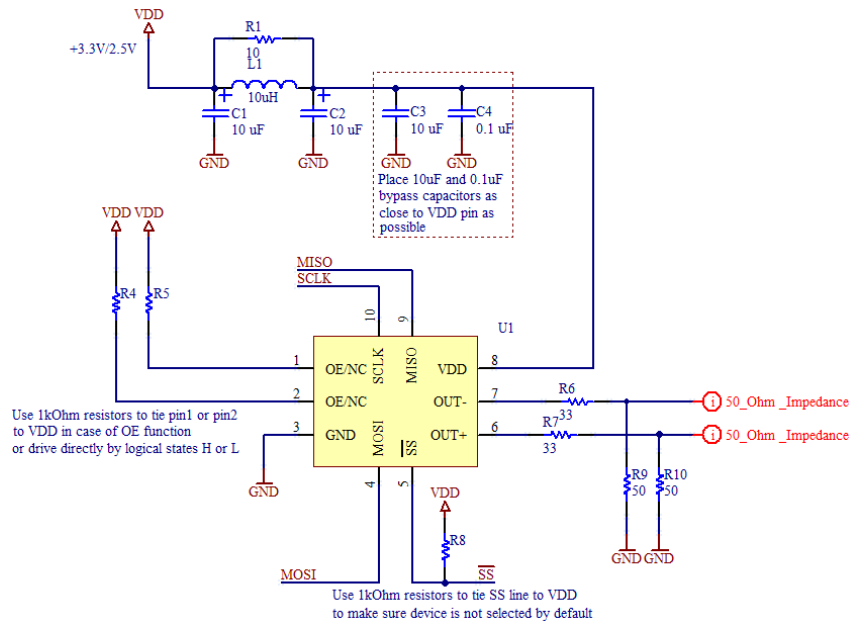 VDD
+3.3V/2.5V
R1
10
L1
10uH
C1
10 uF
C2
10 uF
C3
10 uF
C4
0.1 uF
GND
GND
GND
GND
Place 10uF and 0.1uF
bypass capacitors as
close to VDD pin as
possible
VDD
VDD
R4
R5
MISO
SCLK
10
9
U1
1
OE/NC
SCLK
MISO
VDD
8
2
OE/NC
OUT-
7
3
GND
MOSI
SS
OUT+
6
4
5
R6
33
R7
33
50_Ohm _Impedance
50_Ohm _Impedance
Use 1kOhm resistors to tie pin1 or pin2
to VDD in case of OE function
or drive directly by logical states H or L
GND
R9
50
R10
50
GND
GND
VDD
R8
MOSI
SS
Use 1kOhm resistors to tie SS line to VDD
to make sure device is not selected by default